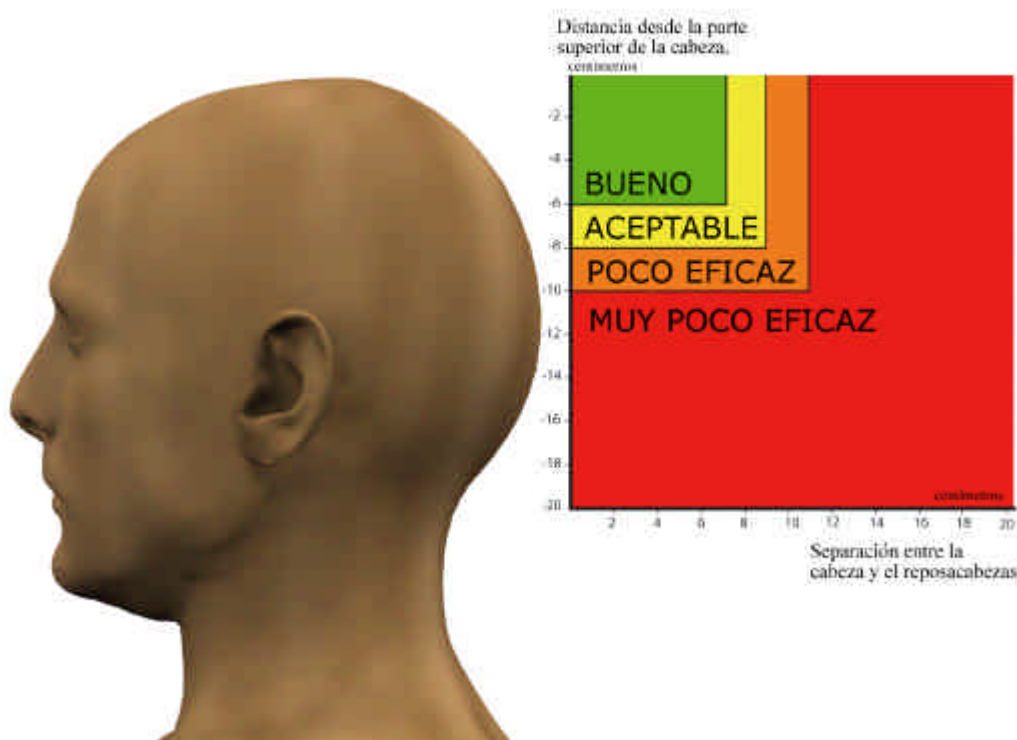 Distancia desde la parte
superior de la cabeza.
centímetros
-2
-4
BUENO
-6
ACEPTABLE
-8
POCO EFICAZ
-10
MUY POCO EFICAZ
-12
-14
-16
-18
centímetros
-20
2 4 6 8 10 12 14 16 18 20
Separación entre la
cabeza y el reposacabezas